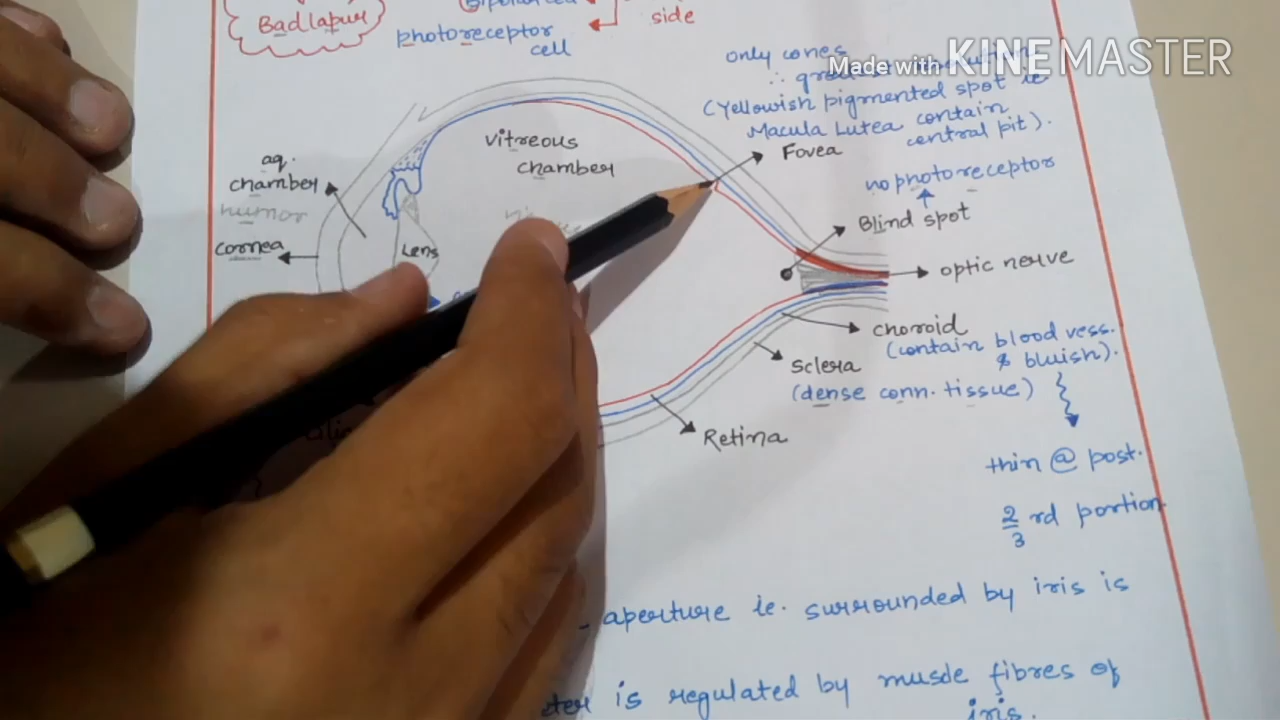 Badlapur
side
photoreceptor
cell
only cones
Made with KINEMASTER
(Yellowish pigmented spot ie
Macula Lutea contain
central pit).
Fovea
vitreous
chamber
aq.
chamber
humor
cornea
Lens
no photoreceptor
Blind spot
optic nerve
choroid
(contain blood vess.
& bluish).
sclera
(dense conn. tissue)
Retina
thin @ post.
2/3 rd portion
aperture ie. surrounded by iris is
is regulated by muscle fibres of
iris.